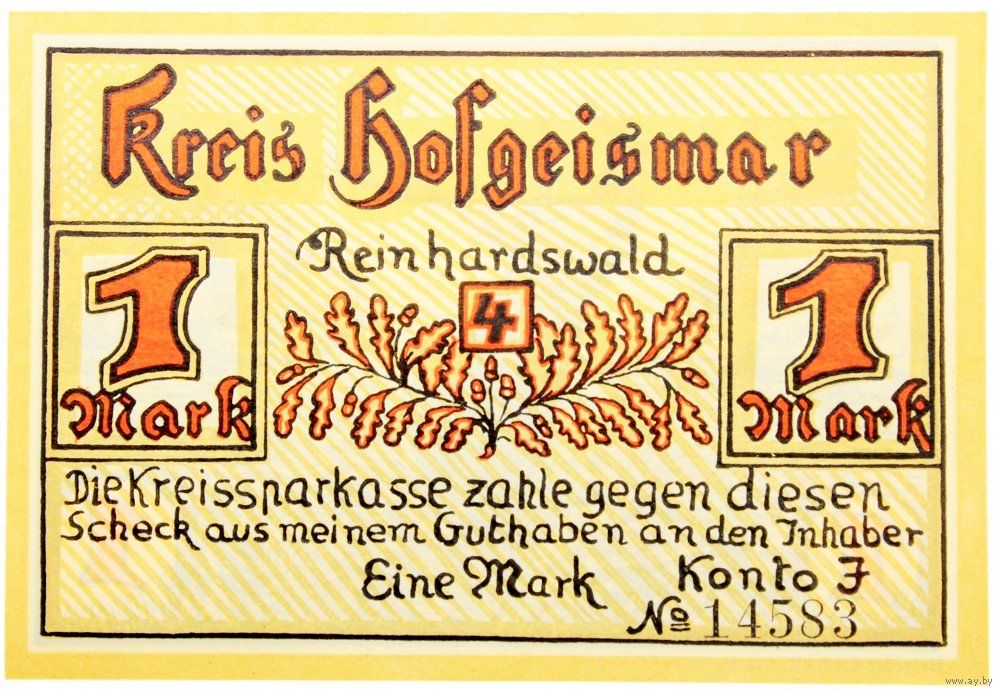 Kreis Hofgeismar
Reinhardswald
4
1
Mark
1
Mark
Die Kreissparkasse zahle gegen diesen
Scheck aus meinem Guthaben an den Inhaber
Eine Mark Konto J
No 14583
www.ay.by